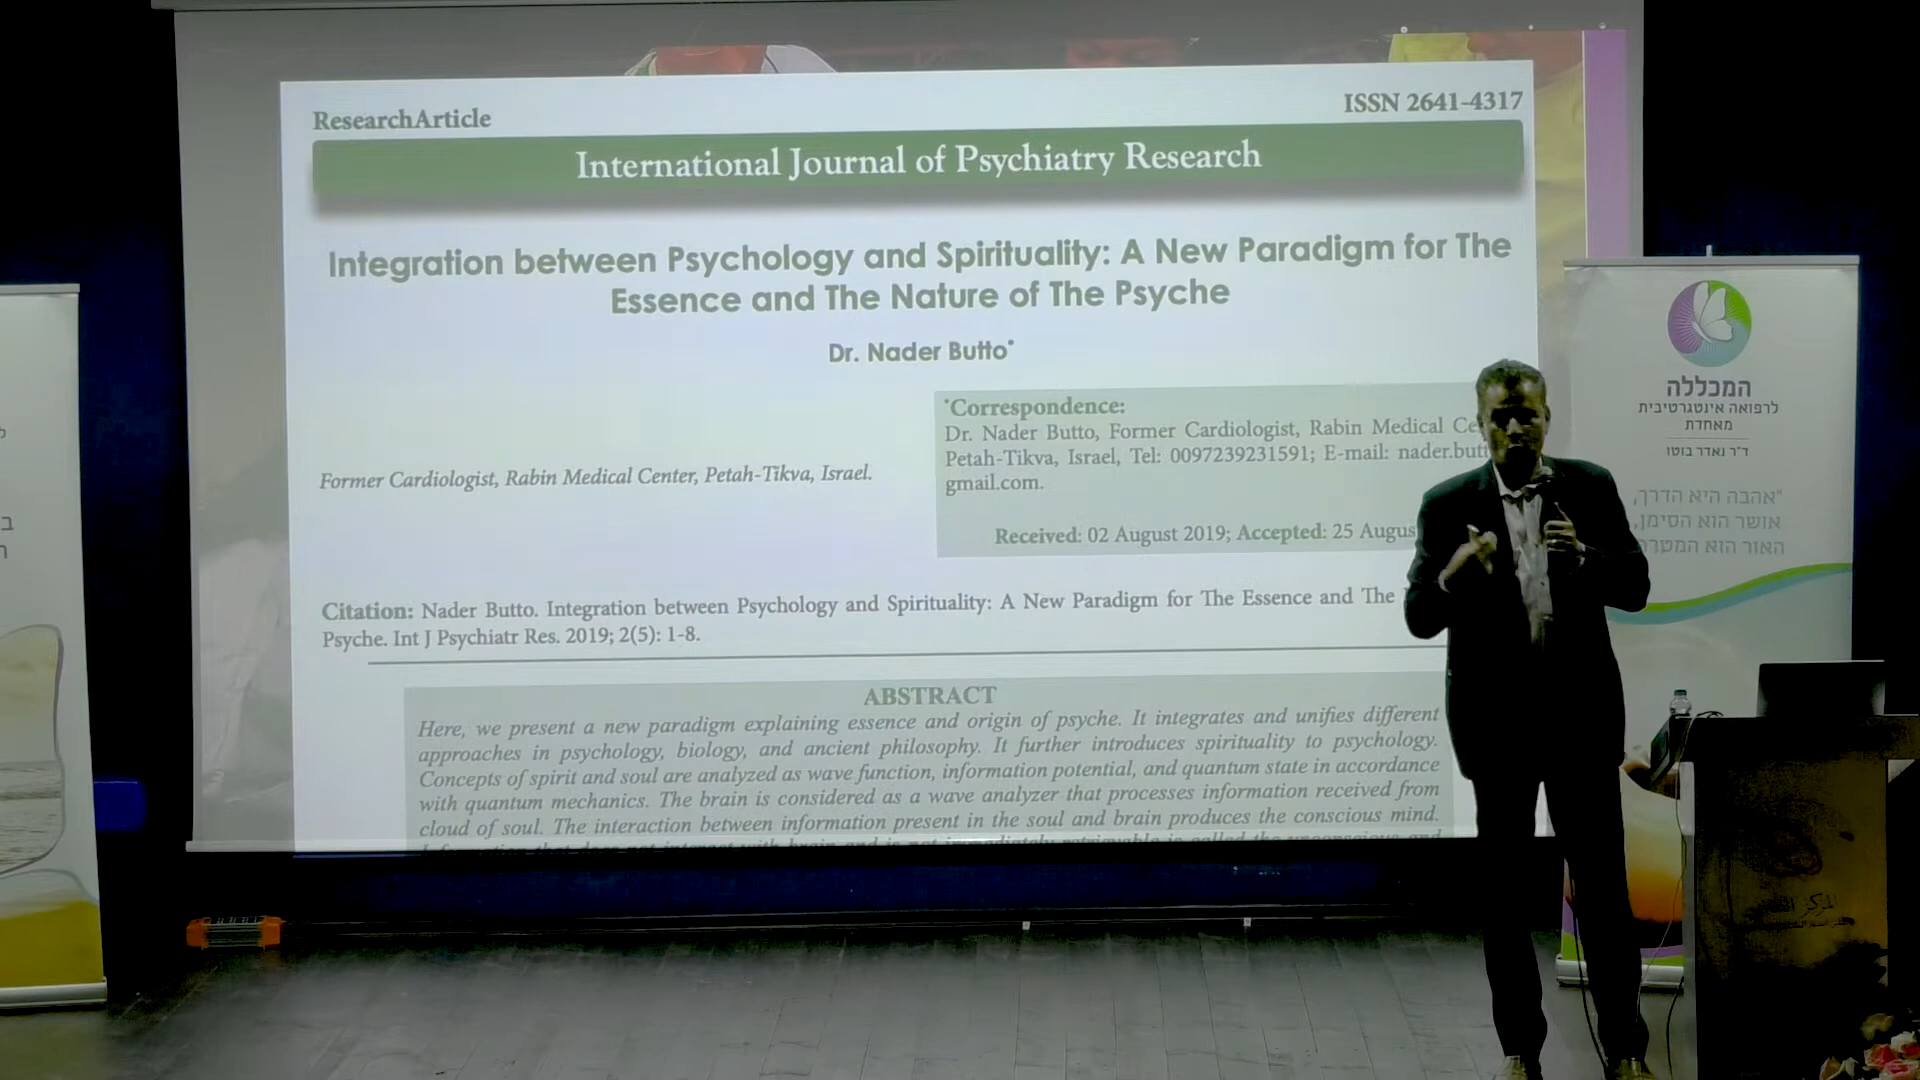 ResearchArticle
ISSN 2641-4317
International Journal of Psychiatry Research
Integration between Psychology and Spirituality: A New Paradigm for The
Essence and The Nature of The Psyche
Dr. Nader Butto*
Former Cardiologist, Rabin Medical Center, Petah-Tikva, Israel.
*Correspondence:
Dr. Nader Butto, Former Cardiologist, Rabin Medical Ce
Petah-Tikva, Israel, Tel: 0097239231591; E-mail: nader.butt
gmail.com.
Received: 02 August 2019; Accepted: 25 Augus
Citation: Nader Butto. Integration between Psychology and Spirituality: A New Paradigm for The Essence and The
Psyche. Int J Psychiatr Res. 2019; 2(5): 1-8.
ABSTRACT
Here, we present a new paradigm explaining essence and origin of psyche. It integrates and unifies different
approaches in psychology, biology, and ancient philosophy. It further introduces spirituality to psychology.
Concepts of spirit and soul are analyzed as wave function, information potential, and quantum state in accordance
with quantum mechanics. The brain is considered as a wave analyzer that processes information received from
cloud of soul. The interaction between information present in the soul and brain produces the conscious mind.
המכללה
לרפואה אינטגרטיבית
מאחדת
ד"ר נאדר בוטו
"אהבה היא הדרך,
אושר הוא הסימן,
האור הוא המטרה